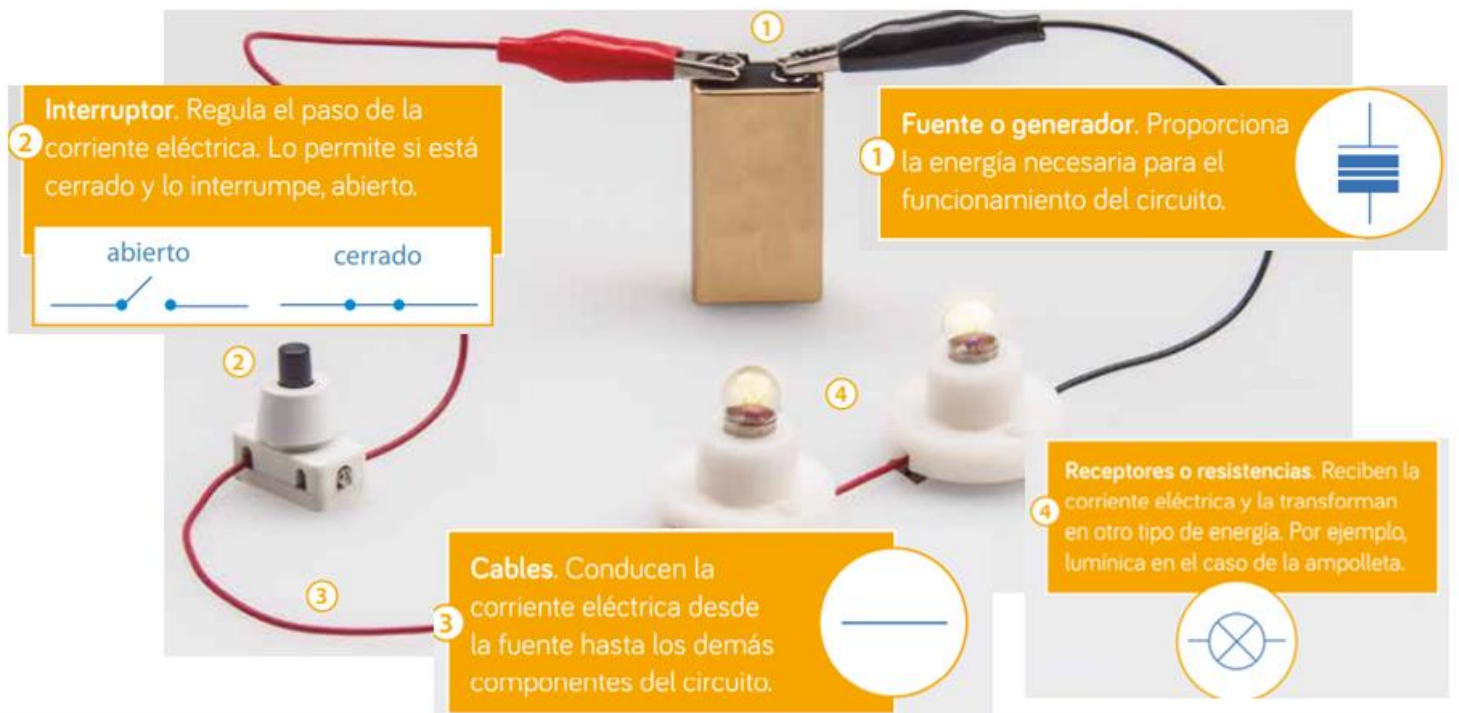 1
Interruptor. Regula el paso de la
2
corriente eléctrica. Lo permite si está
cerrado y lo interrumpe, abierto.
abierto
cerrado
Fuente o generador. Proporciona
1
la energía necesaria para el
funcionamiento del circuito.
2
4
Receptores o resistencias. Reciben la
4
corriente eléctrica y la transforman
en otro tipo de energía. Por ejemplo,
lumínica en el caso de la ampolleta.
3
Cables. Conducen la
corriente eléctrica desde
3
la fuente hasta los demás
componentes del circuito.